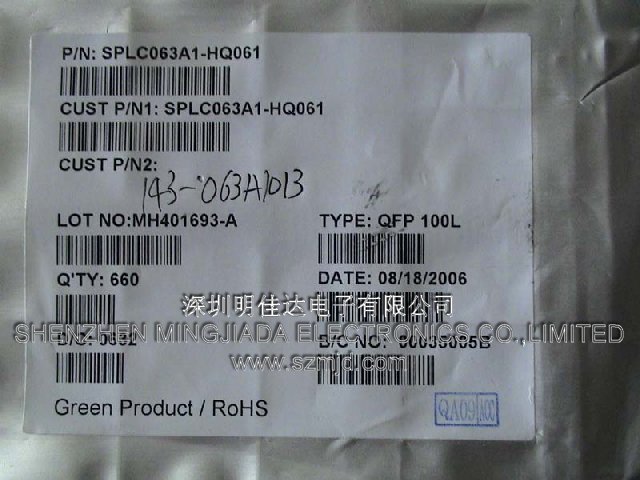 P/N: SPLC063A1-HQ061
CUST P/N1: SPLC063A1-HQ061
CUST P/N2:
143-063A1013
LOT NO:MH401693-A TYPE: QFP 100L
Q'TY: 660 DATE: 08/18/2006
深圳明佳达电子有限公司
SHENZHEN MINGJIADA ELECTRONICS CO.,LIMITED
D/C: 0632 B/C NO:
www.szmjd.com
Green Product / RoHS
QA09 A00